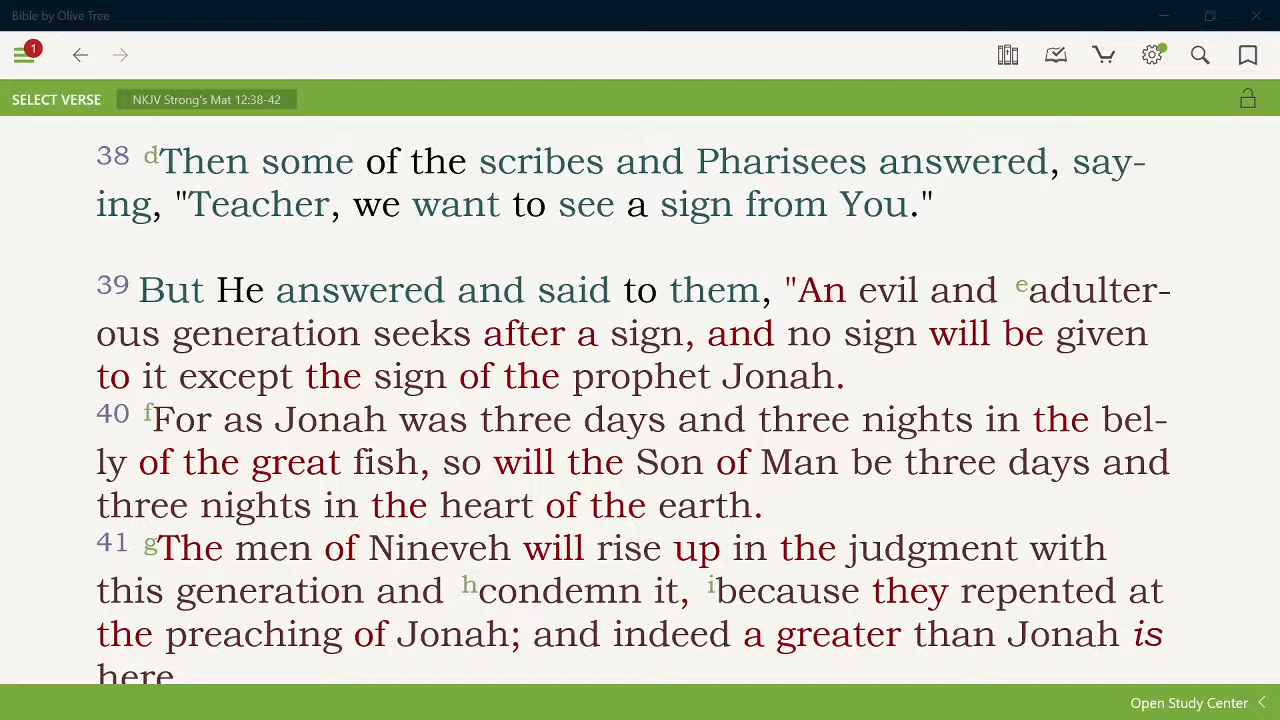 Bible by Olive Tree
1
SELECT VERSE NKJV Strong's Mat 12:38-42
38 dThen some of the scribes and Pharisees answered, say-
ing, "Teacher, we want to see a sign from You."
39 But He answered and said to them, "An evil and eadulter-
ous generation seeks after a sign, and no sign will be given
to it except the sign of the prophet Jonah.
40 fFor as Jonah was three days and three nights in the bel-
ly of the great fish, so will the Son of Man be three days and
three nights in the heart of the earth.
41 gThe men of Nineveh will rise up in the judgment with
this generation and hcondemn it, ibecause they repented at
the preaching of Jonah; and indeed a greater than Jonah is
here
Open Study Center